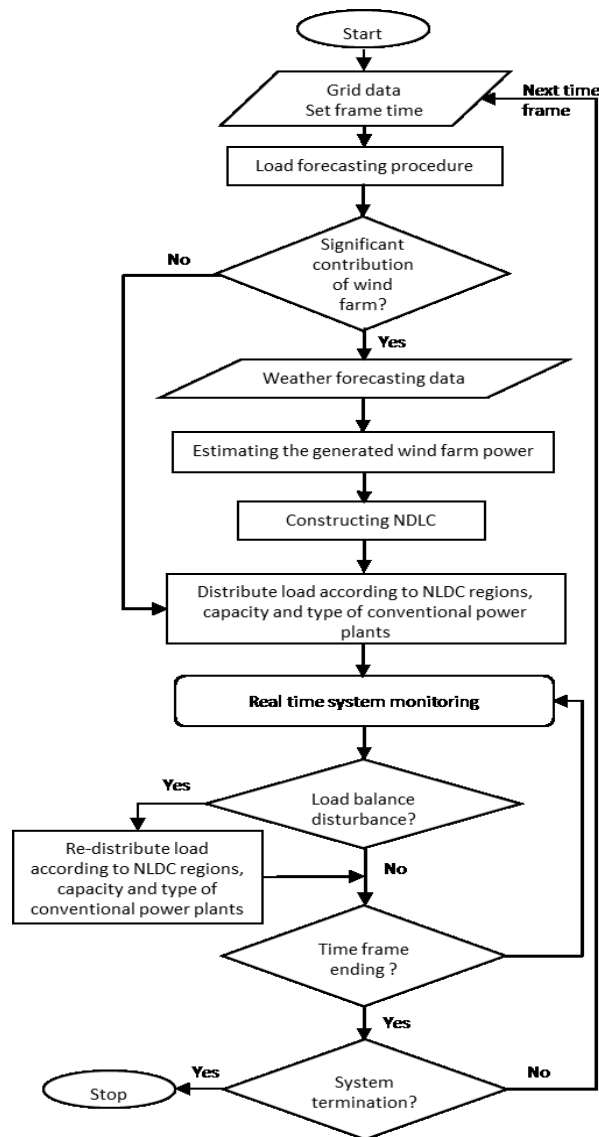 Start
Grid data
Set frame time
Next time
frame
Load forecasting procedure
Significant
contribution
of wind
farm?
No
Yes
Weather forecasting data
Estimating the generated wind farm power
Constructing NDLC
Distribute load according to NLDC regions,
capacity and type of conventional power
plants
Real time system monitoring
Yes
Load balance
disturbance?
Re-distribute load
according to NLDC regions,
capacity and type of
conventional power plants
No
Time frame
ending ?
Yes
Yes
System
termination?
No
Stop